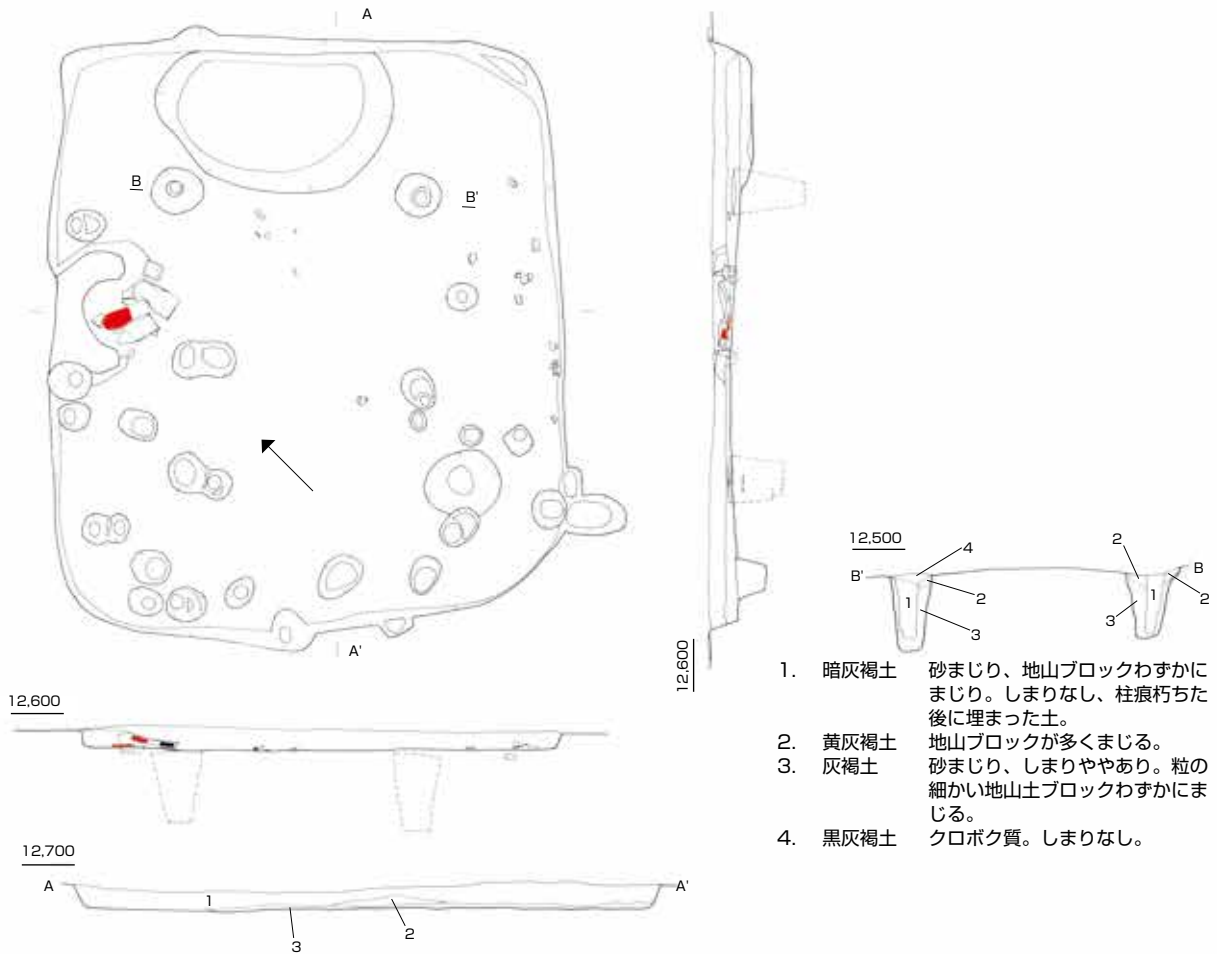 A
B
B'
A'
12,600
12,600
12,700
A
A'
1
2
3
12,500
4
2
B'
B
1
2
3
1
2
3
1. 暗灰褐土 砂まじり、地山ブロックわずかに
まじり。しまりなし、柱痕朽ちた
後に埋まった土。
2. 黄灰褐土 地山ブロックが多くまじる。
3. 灰褐土 砂まじり、しまりややあり。粒の
細かい地山土ブロックわずかにま
じる。
4. 黒灰褐土 クロボク質。しまりなし。